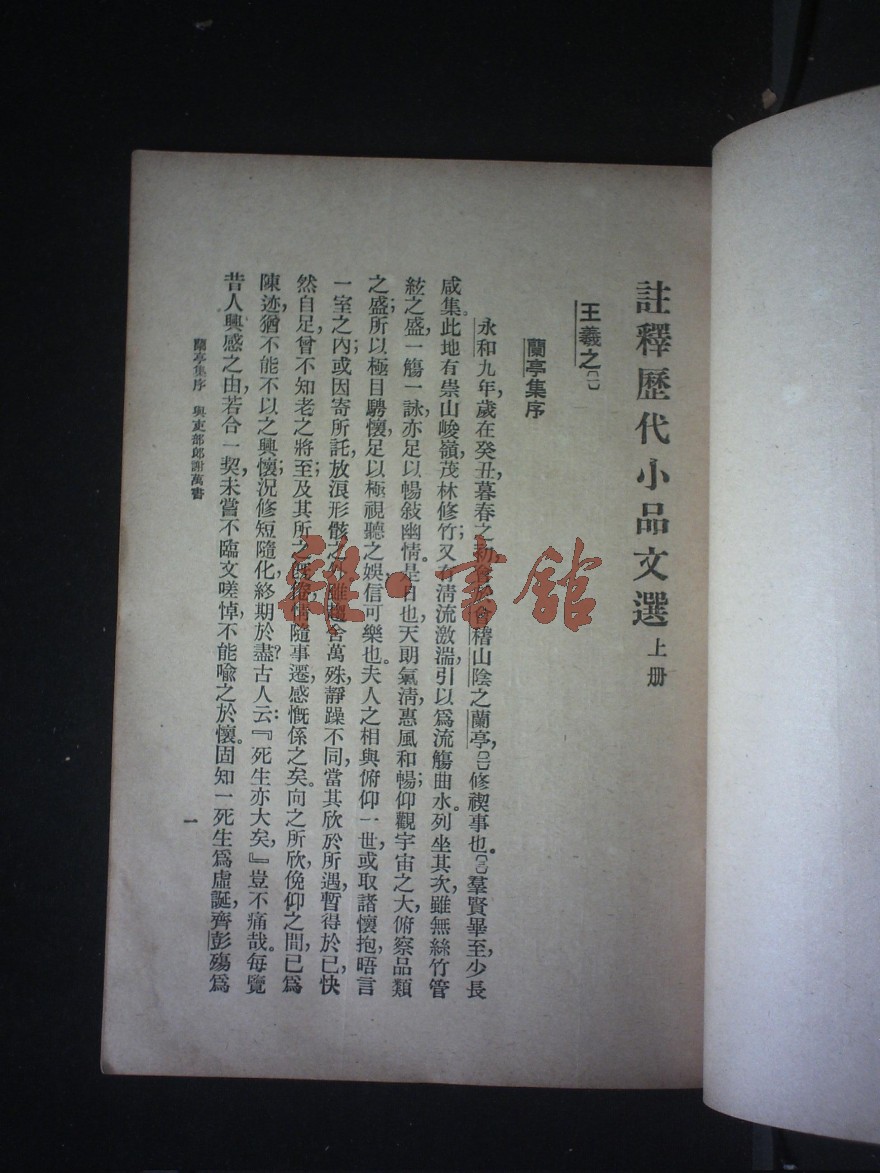 註釋歷代小品文選 上册
王羲之〔一〕
蘭亭集序
永和九年,歲在癸丑,暮春之初,會於會稽山陰之蘭亭,〔二〕修禊事也。〔三〕羣賢畢至,少長
咸集。此地有崇山峻嶺,茂林修竹;又有淸流激湍,引以爲流觴曲水。列坐其次,雖無絲竹管
絃之盛,一觴一詠,亦足以暢敍幽情。是日也,天朗氣淸,惠風和暢;仰觀宇宙之大,俯察品類
之盛;所以極目騁懷,足以極視聽之娛,信可樂也。夫人之相與俯仰一世,或取諸懷抱,晤言
一室之內;或因寄所託,放浪形骸之外。雖趨舍萬殊,靜躁不同,當其欣於所遇,暫得於已,快
然自足,曾不知老之將至;及其所之旣倦,情隨事遷,感慨係之矣。向之所欣,俛仰之間,已爲
陳迹,猶不能不以之興懷;況修短隨化,終期於盡?古人云:『死生亦大矣,』豈不痛哉。每覽
昔人興感之由,若合一契,未嘗不臨文嗟悼,不能喻之於懷。固知一死生爲虛誕,齊彭殤爲
蘭亭集序 與吏部郎謝萬書
一
雜·書館